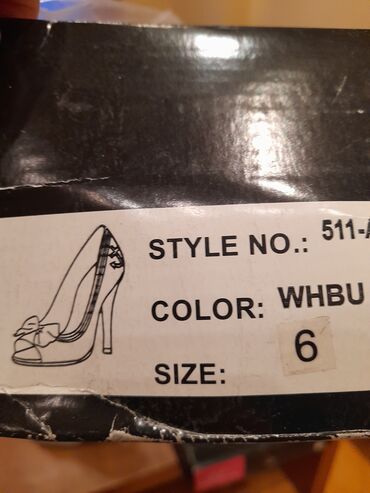 STYLE NO.: 511-A
COLOR: WHBU
SIZE: 6